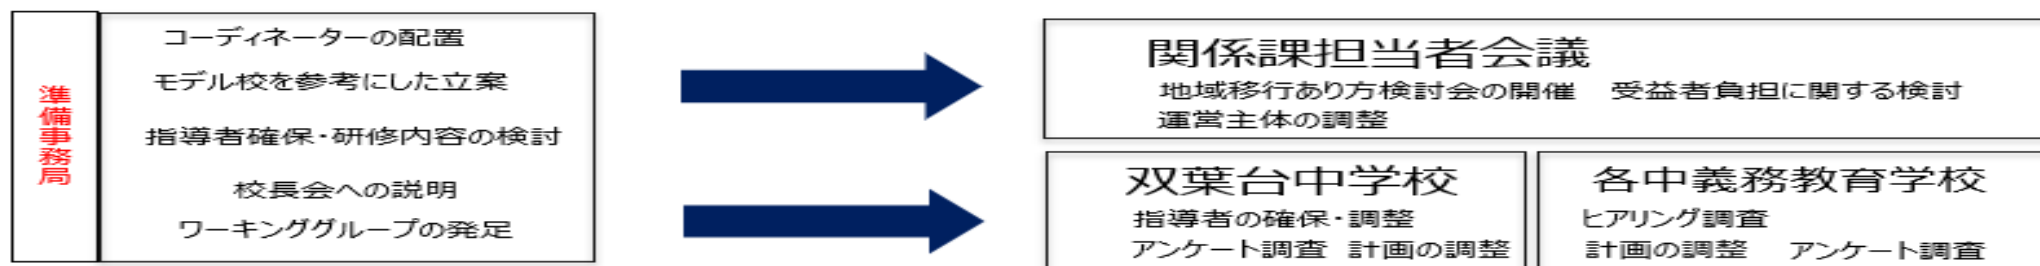 準備事務局
コーディネーターの配置
モデル校を参考にした立案
指導者確保・研修内容の検討
校長会への説明
ワーキンググループの発足
関係課担当者会議
地域移行あり方検討会の開催　受益者負担に関する検討
運営主体の調整
双葉台中学校
指導者の確保・調整
アンケート調査　計画の調整
各中義務教育学校
ヒアリング調査
計画の調整　アンケート調査